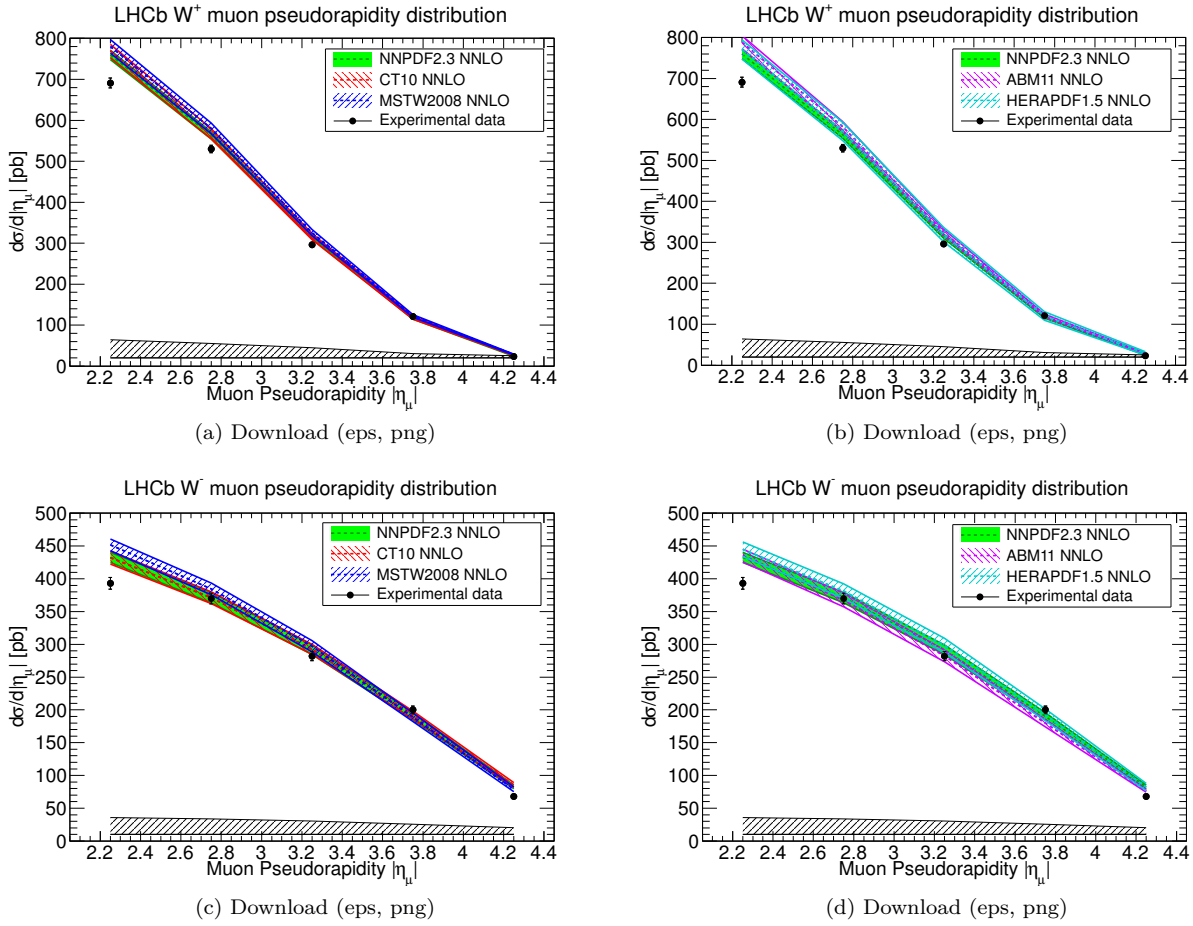 LHCb W+ muon pseudorapidity distribution
dσ/d|ημ| [pb]
800
700
600
500
400
300
200
100
0
NNPDF2.3 NNLO
CT10 NNLO
MSTW2008 NNLO
Experimental data
2.2 2.4 2.6 2.8 3 3.2 3.4 3.6 3.8 4 4.2 4.4
Muon Pseudorapidity |ημ|
(a) Download (eps, png)
LHCb W+ muon pseudorapidity distribution
dσ/d|ημ| [pb]
800
700
600
500
400
300
200
100
0
NNPDF2.3 NNLO
ABM11 NNLO
HERAPDF1.5 NNLO
Experimental data
2.2 2.4 2.6 2.8 3 3.2 3.4 3.6 3.8 4 4.2 4.4
Muon Pseudorapidity |ημ|
(b) Download (eps, png)
LHCb W- muon pseudorapidity distribution
dσ/d|ημ| [pb]
500
450
400
350
300
250
200
150
100
50
0
NNPDF2.3 NNLO
CT10 NNLO
MSTW2008 NNLO
Experimental data
2.2 2.4 2.6 2.8 3 3.2 3.4 3.6 3.8 4 4.2 4.4
Muon Pseudorapidity |ημ|
(c) Download (eps, png)
LHCb W- muon pseudorapidity distribution
dσ/d|ημ| [pb]
500
450
400
350
300
250
200
150
100
50
0
NNPDF2.3 NNLO
ABM11 NNLO
HERAPDF1.5 NNLO
Experimental data
2.2 2.4 2.6 2.8 3 3.2 3.4 3.6 3.8 4 4.2 4.4
Muon Pseudorapidity |ημ|
(d) Download (eps, png)